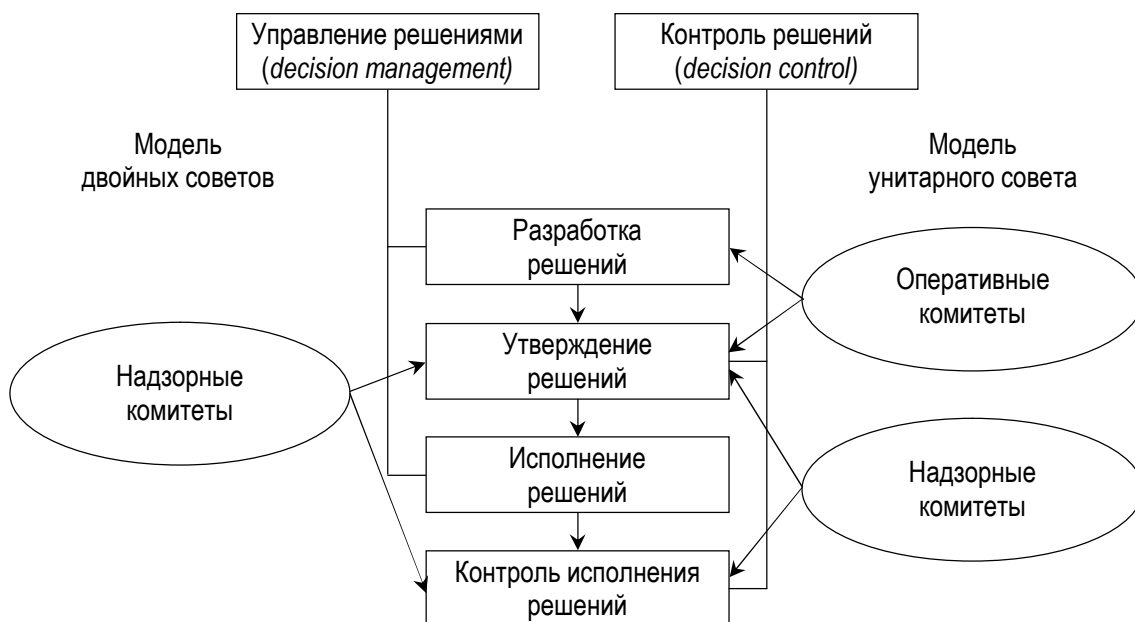 Управление решениями
(decision management)
Контроль решений
(decision control)
Модель
двойных советов
Модель
унитарного совета
Разработка
решений
Оперативные
комитеты
Утверждение
решений
Надзорные
комитеты
Исполнение
решений
Надзорные
комитеты
Контроль исполнения
решений